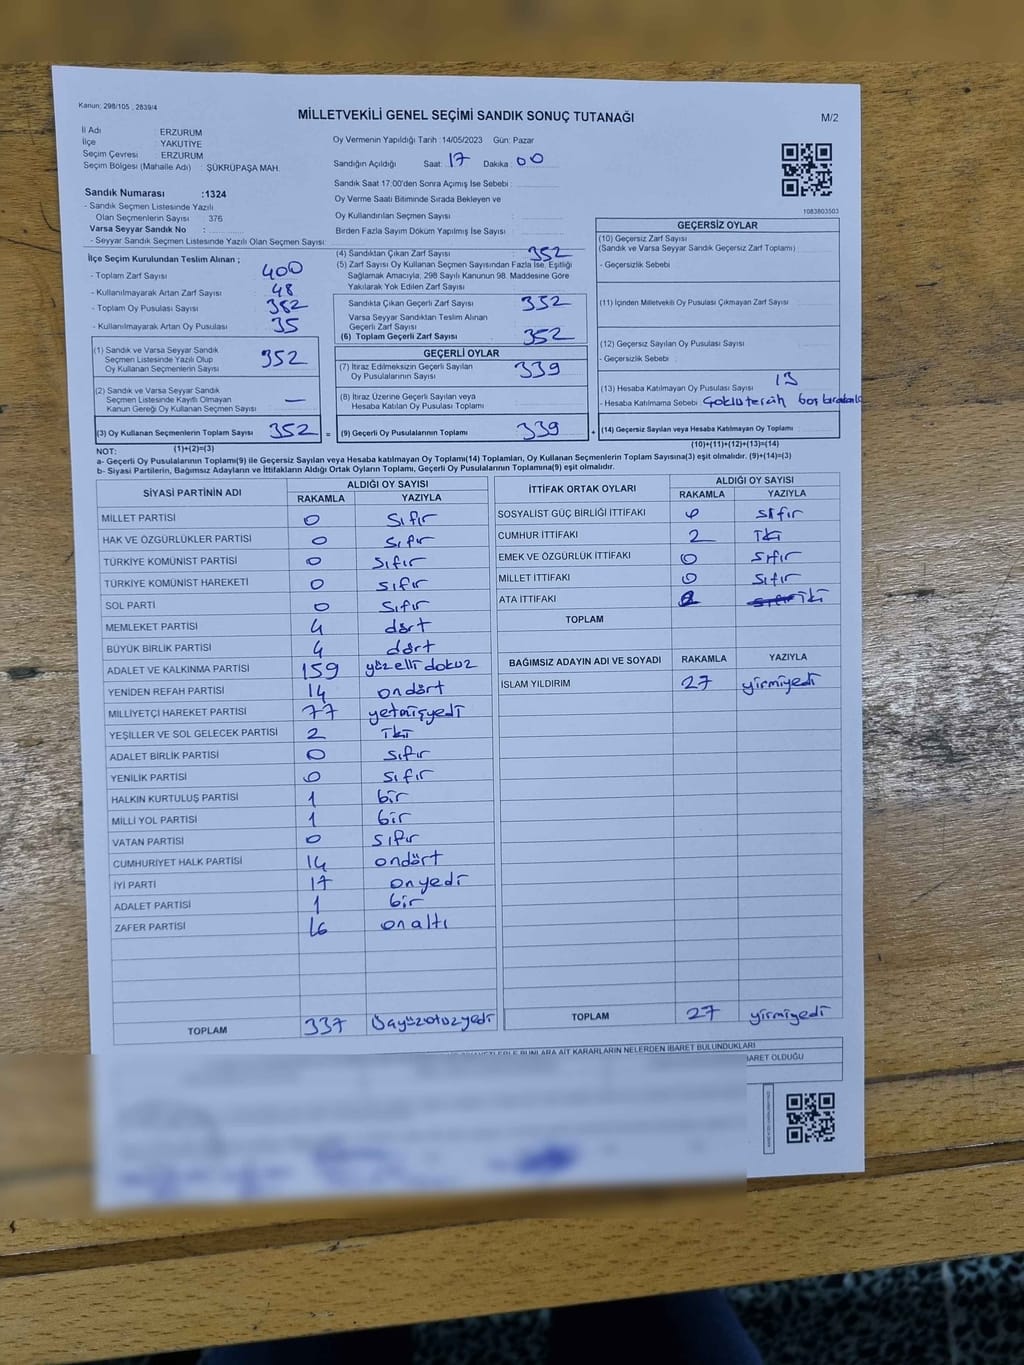 Kanun; 298/105 , 2839/4
MİLLETVEKİLİ GENEL SEÇİMİ SANDIK SONUÇ TUTANAĞI
M/2
İl Adı ERZURUM
İlçe YAKUTİYE
Seçim Çevresi ERZURUM
Seçim Bölgesi (Mahalle Adı) : ŞÜKRÜPAŞA MAH.
Oy Vermenin Yapıldığı Tarih : 14/05/2023 Gün: Pazar
Sandığın Açıldığı Saat: 17 Dakika : 00
Sandık Saat 17:00'den Sonra Açımış İse Sebebi :
Oy Verme Saati Bitiminde Sırada Bekleyen ve
Oy Kullandırılan Seçmen Sayısı
Birden Fazla Sayım Döküm Yapılmış İse Sayısı :
Sandık Numarası :1324
- Sandık Seçmen Listesinde Yazılı
Olan Seçmenlerin Sayısı : 376
Varsa Seyyar Sandık No :
- Seyyar Sandık Seçmen Listesinde Yazılı Olan Seçmen Sayısı:
1083803503
İlçe Seçim Kurulundan Teslim Alınan ;
- Toplam Zarf Sayısı 400
- Kullanılmayarak Artan Zarf Sayısı 48
- Toplam Oy Pusulası Sayısı
- Kullanılmayarak Artan Oy Pusulası 35
(1) Sandık ve Varsa Seyyar Sandık
Seçmen Listesinde Yazılı Olup
Oy Kullanan Seçmenlerin Sayısı 352
(2) Sandık ve Varsa Seyyar Sandık
Seçmen Listesinde Kayıtlı Olmayan
Kanun Gereği Oy Kullanan Seçmen Sayısı —
(3) Oy Kullanan Seçmenlerin Toplam Sayısı 352 =
(4) Sandıktan Çıkan Zarf Sayısı 352
(5) Zarf Sayısı Oy Kullanan Seçmen Sayısından Fazla İse, Eşitliği
Sağlamak Amacıyla, 298 Sayılı Kanunun 98. Maddesine Göre
Yakılarak Yok Edilen Zarf Sayısı
Sandıkta Çıkan Geçerli Zarf Sayısı 352
Varsa Seyyar Sandıktan Teslim Alınan
Geçerli Zarf Sayısı
(6) Toplam Geçerli Zarf Sayısı 352
GEÇERLİ OYLAR
(7) İtiraz Edilmeksizin Geçerli Sayılan
Oy Pusulalarının Sayısı 339
(8) İtiraz Üzerine Geçerli Sayılan veya
Hesaba Katılan Oy Pusulası Toplamı
(9) Geçerli Oy Pusulalarının Toplamı 339 +
GEÇERSİZ OYLAR
(10) Geçersiz Zarf Sayısı
(Sandık ve Varsa Seyyar Sandık Geçersiz Zarf Toplamı)
- Geçersizlik Sebebi
(11) İçinden Milletvekili Oy Pusulası Çıkmayan Zarf Sayısı
(12) Geçersiz Sayılan Oy Pusulası Sayısı
- Geçersizlik Sebebi
(13) Hesaba Katılmayan Oy Pusulası Sayısı 13
- Hesaba Katılmama Sebebi Çoklu tercih boş
(14) Geçersiz Sayılan veya Hesaba Katılmayan Oy Toplamı
(10)+(11)+(12)+(13)=(14)
NOT: (1)+(2)=(3)
a- Geçerli Oy Pusulalarının Toplamı(9) ile Geçersiz Sayılan veya Hesaba katılmayan Oy Toplamı(14) Toplamları, Oy Kullanan Seçmenlerin Toplam Sayısına(3) eşit olmalıdır. (9)+(14)=(3)
b- Siyasi Partilerin, Bağımsız Adayların ve İttifakların Aldığı Ortak Oyların Toplamı, Geçerli Oy Pusulalarının Toplamına(9) eşit olmalıdır.
SİYASİ PARTİNİN ADI ALDIĞI OY SAYISI
RAKAMLA YAZIYLA
MİLLET PARTİSİ 0 sıfır
HAK VE ÖZGÜRLÜKLER PARTİSİ 0 sıfır
TÜRKİYE KOMÜNİST PARTİSİ 0 sıfır
TÜRKİYE KOMÜNİST HAREKETİ 0 sıfır
SOL PARTİ 0 sıfır
MEMLEKET PARTİSİ 4 dört
BÜYÜK BİRLİK PARTİSİ 4 dört
ADALET VE KALKINMA PARTİSİ 159 yüzelli dokuz
YENİDEN REFAH PARTİSİ 14 ondört
MİLLİYETÇİ HAREKET PARTİSİ 77 yetmişyedi
YEŞİLLER VE SOL GELECEK PARTİSİ 2 iki
ADALET BİRLİK PARTİSİ 0 sıfır
YENİLİK PARTİSİ 0 sıfır
HALKIN KURTULUŞ PARTİSİ 1 bir
MİLLİ YOL PARTİSİ 1 bir
VATAN PARTİSİ 0 sıfır
CUMHURİYET HALK PARTİSİ 14 ondört
İYİ PARTİ 17 onyedi
ADALET PARTİSİ 1 bir
ZAFER PARTİSİ 16 onaltı
TOPLAM 337 Üçyüzotuzyedi
İTTİFAK ORTAK OYLARI ALDIĞI OY SAYISI
RAKAMLA YAZIYLA
SOSYALİST GÜÇ BİRLİĞİ İTTİFAKI 0 sıfır
CUMHUR İTTİFAKI 2 iki
EMEK VE ÖZGÜRLÜK İTTİFAKI 0 sıfır
MİLLET İTTİFAKI 0 sıfır
ATA İTTİFAKI 2 iki
TOPLAM
BAĞIMSIZ ADAYIN ADI VE SOYADI RAKAMLA YAZIYLA
İSLAM YILDIRIM 27 yirmiyedi
TOPLAM 27 yirmiyedi
BUNLARA AİT KARARLARIN NELERDEN İBARET BULUNDUKLARI
İBARET OLDUĞU